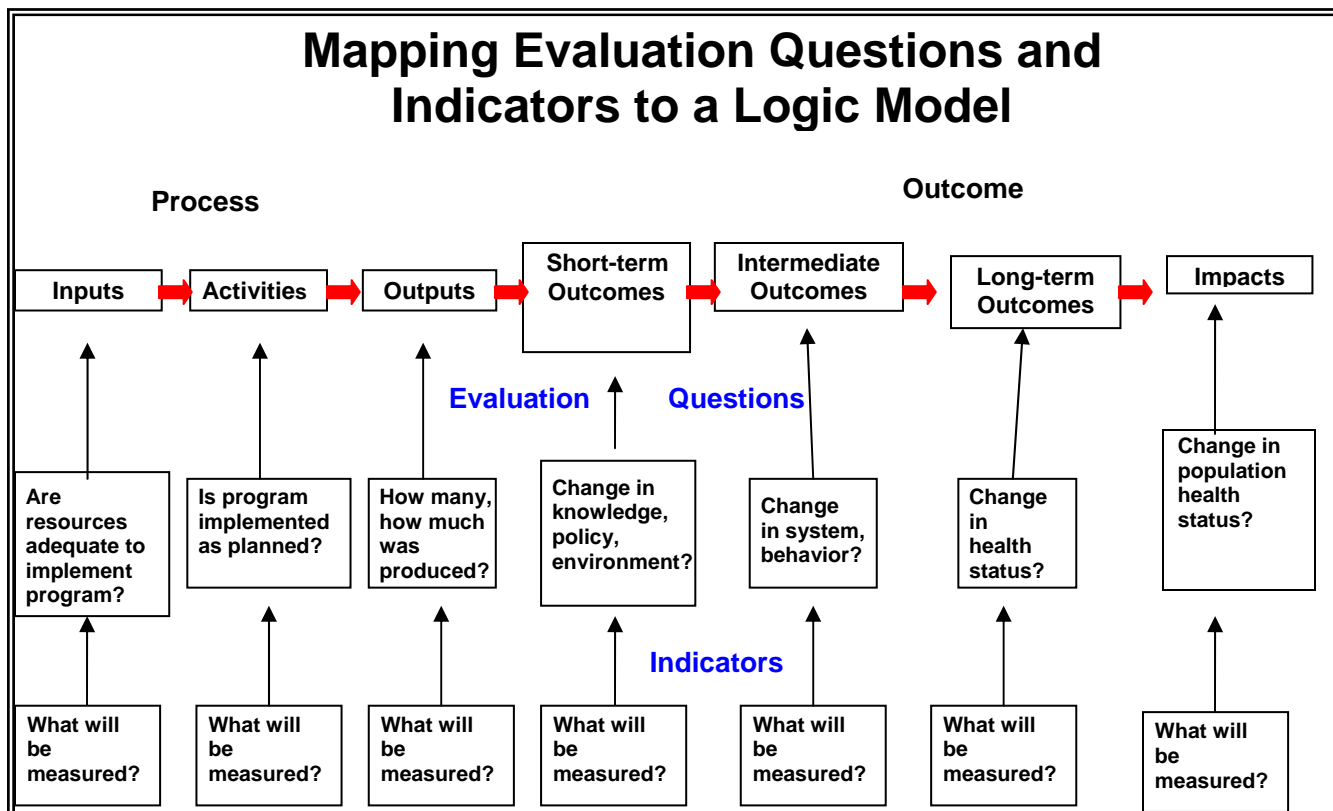 Mapping Evaluation Questions and
Indicators to a Logic Model
Process
Outcome
Inputs
Activities
Outputs
Short-term
Outcomes
Intermediate
Outcomes
Long-term
Outcomes
Impacts
Evaluation Questions
Are
resources
adequate to
implement
program?
Is program
implemented
as planned?
How many,
how much
was
produced?
Change in
knowledge,
policy,
environment?
Change
in system,
behavior?
Change
in
health
status?
Change in
population
health
status?
Indicators
What will
be
measured?
What will
be
measured?
What will
be
measured?
What will
be
measured?
What will
be
measured?
What will
be
measured?
What will
be
measured?